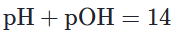 pH + pOH = 14